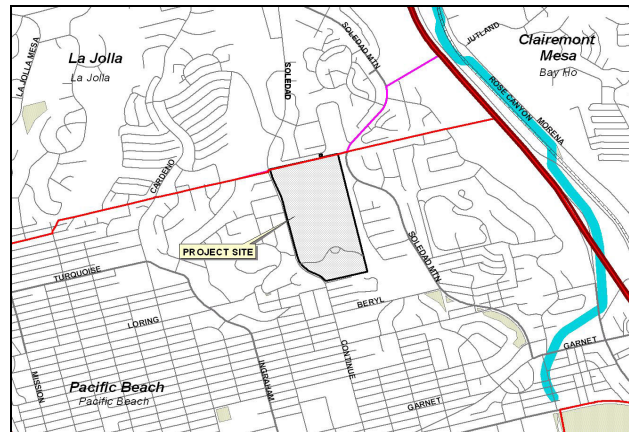 LA JOLLA MESA
La Jolla
La Jolla
SOLEDAD
SOLEDAD MTN
JUTLAND
Clairemont
Mesa
Bay Ho
ROSE CANYON
MORENA
CARDENO
PROJECT SITE
SOLEDAD MTN
TURQUOISE
BERYL
LORING
GARNET
MISSION
INGRAHAM
CONTINUE
Pacific Beach
Pacific Beach
GARNET